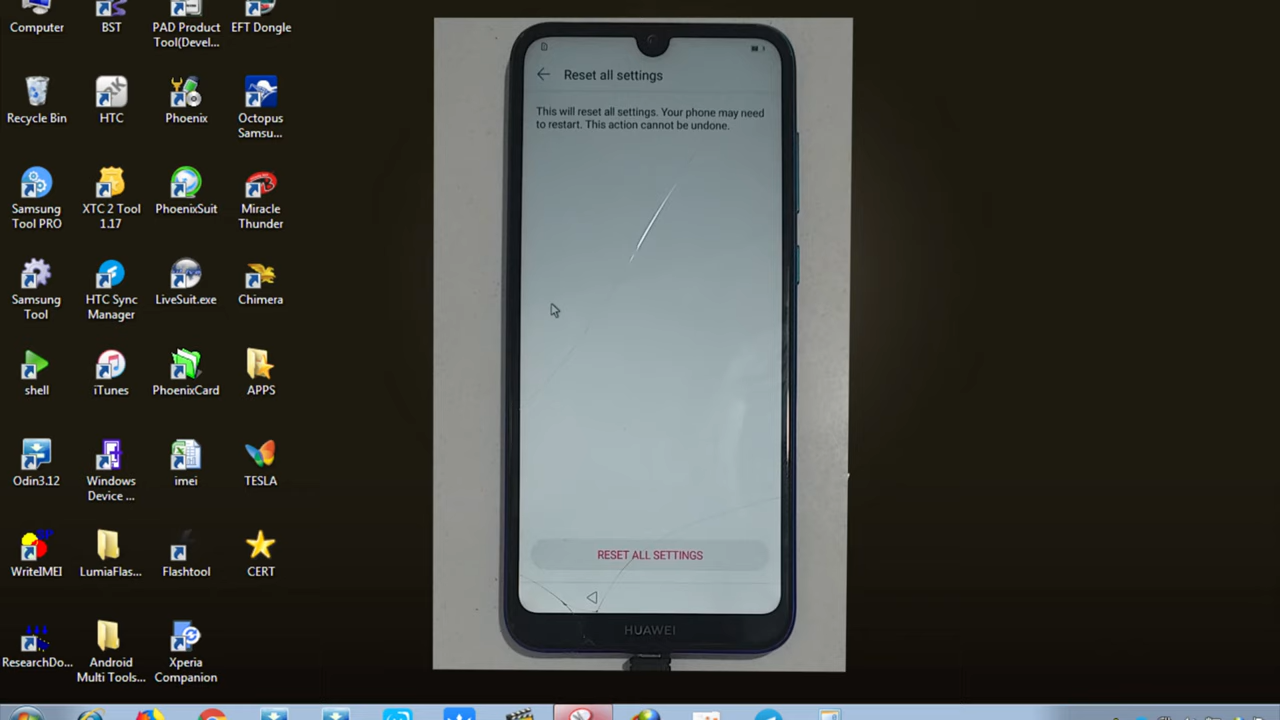 Computer
BST
PAD Product
Tool(Devel...
EFT Dongle
Recycle Bin
HTC
Phoenix
Octopus
Samsu...
Samsung
Tool PRO
XTC 2 Tool
1.17
PhoenixSuit
Miracle
Thunder
Samsung
Tool
HTC Sync
Manager
LiveSuit.exe
Chimera
shell
iTunes
PhoenixCard
APPS
Odin3.12
Windows
Device ...
imei
TESLA
WriteIMEI
LumiaFlas...
Flashtool
CERT
ResearchDo...
Android
Multi Tools...
Xperia
Companion
Reset all settings
This will reset all settings. Your phone may need
to restart. This action cannot be undone.
RESET ALL SETTINGS
HUAWEI